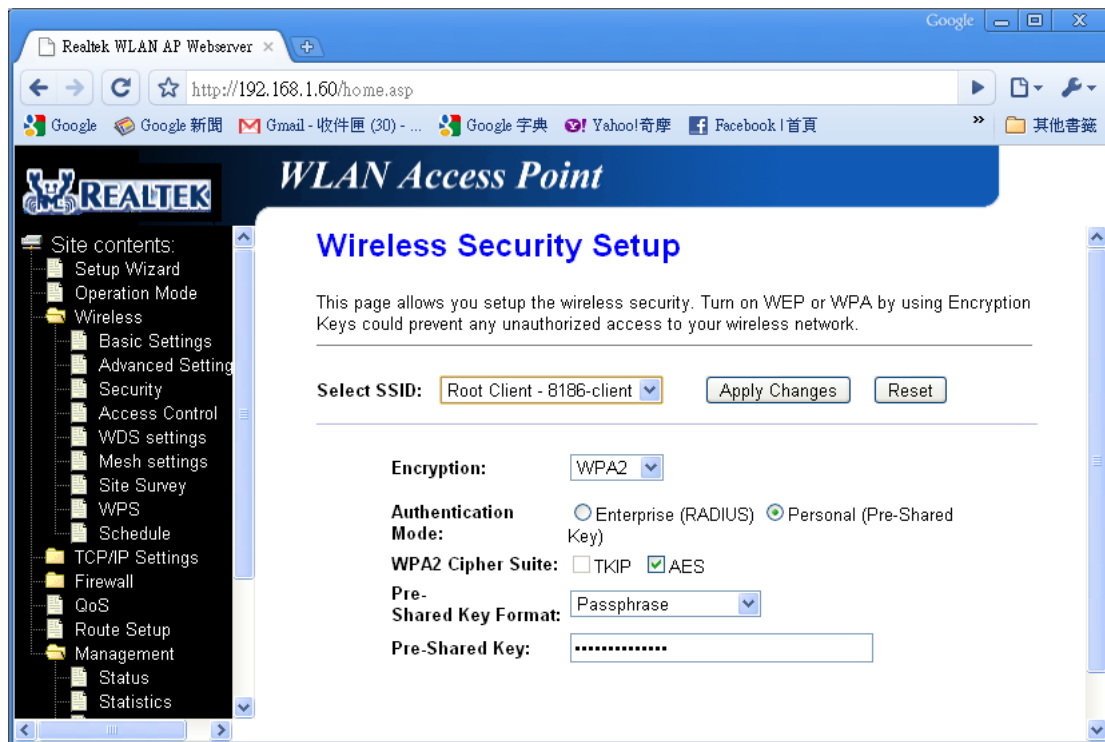 Google
Realtek WLAN AP Webserver
http://192.168.1.60/home.asp
Google Google 新聞 Gmail - 收件匣 (30) - ... Google 字典 Yahoo!奇摩 Facebook | 首頁 » 其他書籤
REALTEK
WLAN Access Point
Site contents:
Setup Wizard
Operation Mode
Wireless
Basic Settings
Advanced Setting
Security
Access Control
WDS settings
Mesh settings
Site Survey
WPS
Schedule
TCP/IP Settings
Firewall
QoS
Route Setup
Management
Status
Statistics
Wireless Security Setup
This page allows you setup the wireless security. Turn on WEP or WPA by using Encryption
Keys could prevent any unauthorized access to your wireless network.
Select SSID: Root Client - 8186-client Apply Changes Reset
Encryption: WPA2
Authentication
Mode:
Enterprise (RADIUS) Personal (Pre-Shared
Key)
WPA2 Cipher Suite: TKIP AES
Pre-
Shared Key Format: Passphrase
Pre-Shared Key: ••••••••••••••